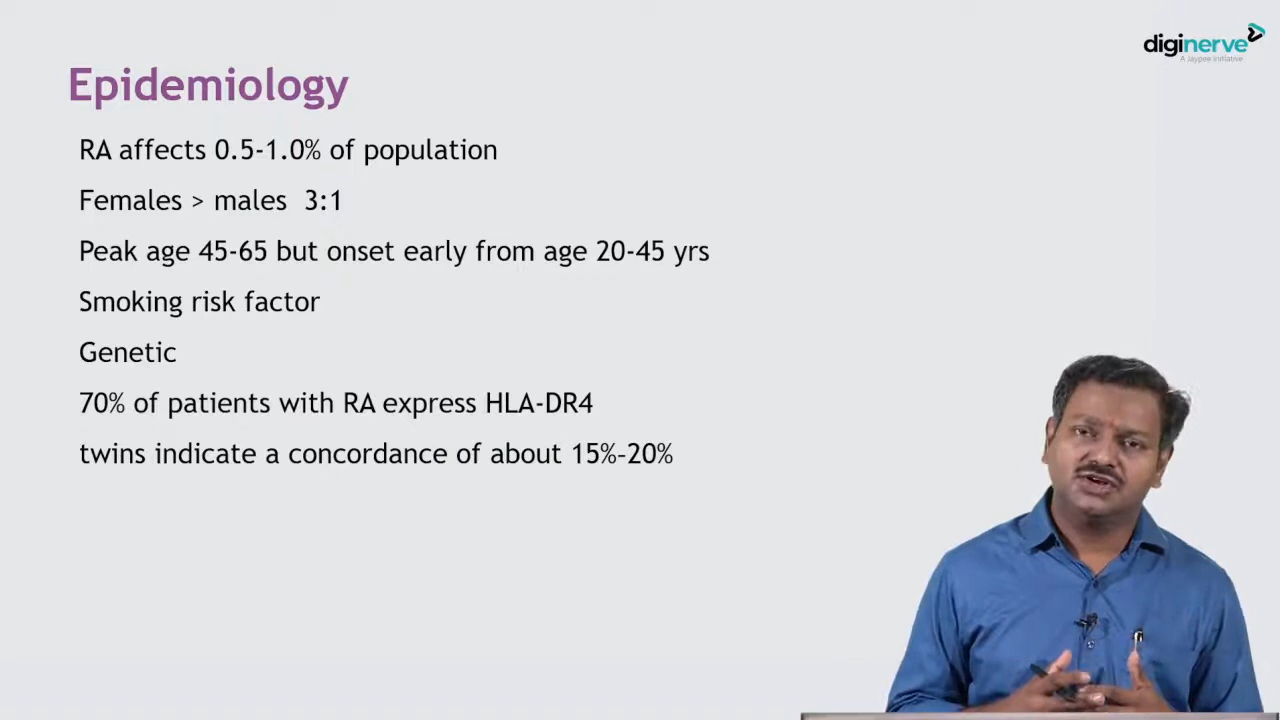 diginerve
A Jaypee Initiative
Epidemiology
RA affects 0.5-1.0% of population
Females > males 3:1
Peak age 45-65 but onset early from age 20-45 yrs
Smoking risk factor
Genetic
70% of patients with RA express HLA-DR4
twins indicate a concordance of about 15%–20%